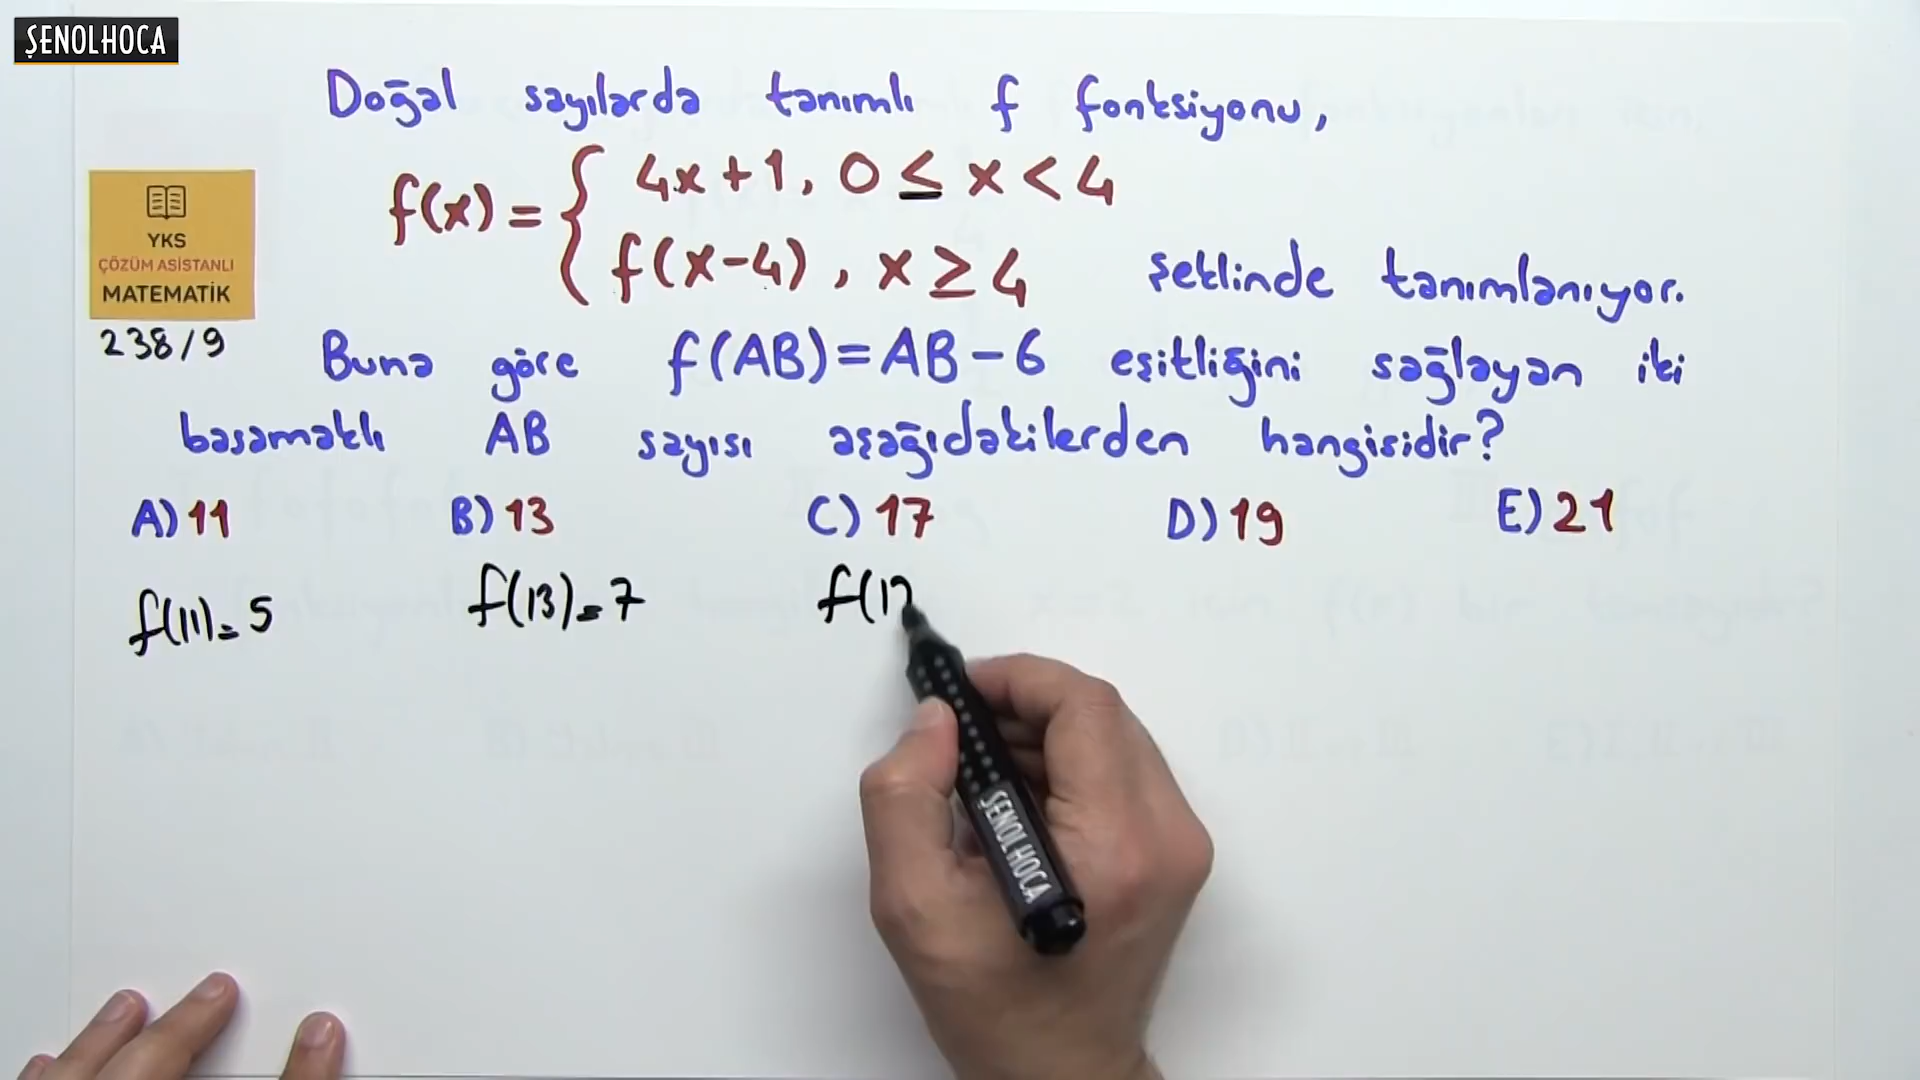 ŞENOLHOCA
Doğal sayılarda tanımlı f fonksiyonu,
f(x) = { 4x+1, 0 ≤ x < 4
f(x-4), x ≥ 4 şeklinde tanımlanıyor.
YKS
ÇÖZÜM ASİSTANLI
MATEMATİK
238/9
Buna göre f(AB) = AB - 6 eşitliğini sağlayan iki
basamaklı AB sayısı aşağıdakilerden hangisidir?
A) 11 B) 13 C) 17 D) 19 E) 21
f(11) = 5 f(13) = 7 f(17
ŞENOLHOCA